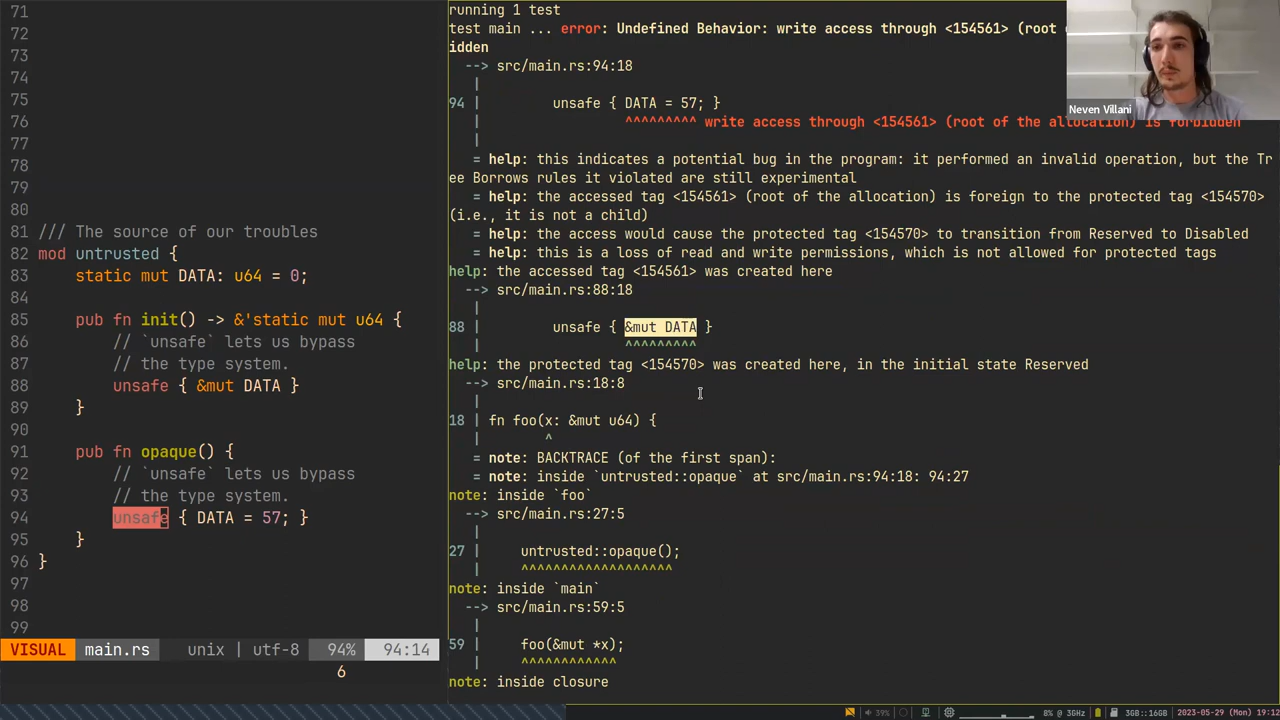 71
72
73
74
75
76
77
78
79
80
81 /// The source of our troubles
82 mod untrusted {
83     static mut DATA: u64 = 0;
84
85     pub fn init() -> &'static mut u64 {
86         // `unsafe` lets us bypass
87         // the type system.
88         unsafe { &mut DATA }
89     }
90
91     pub fn opaque() {
92         // `unsafe` lets us bypass
93         // the type system.
94         unsafe { DATA = 57; }
95     }
96 }
97
98
99
VISUAL main.rs unix | utf-8 94% 94:14
6
running 1 test
test main ... error: Undefined Behavior: write access through <154561> (root
idden
--> src/main.rs:94:18
|
94 |         unsafe { DATA = 57; }
|                  ^^^^^^^^^ write access through <154561> (root of the allocation) is forbidden
|
= help: this indicates a potential bug in the program: it performed an invalid operation, but the Tr
ee Borrows rules it violated are still experimental
= help: the accessed tag <154561> (root of the allocation) is foreign to the protected tag <154570>
(i.e., it is not a child)
= help: the access would cause the protected tag <154570> to transition from Reserved to Disabled
= help: this is a loss of read and write permissions, which is not allowed for protected tags
help: the accessed tag <154561> was created here
--> src/main.rs:88:18
|
88 |         unsafe { &mut DATA }
|                  ^^^^^^^^^
help: the protected tag <154570> was created here, in the initial state Reserved
--> src/main.rs:18:8
|
18 | fn foo(x: &mut u64) {
|        ^
= note: BACKTRACE (of the first span):
= note: inside `untrusted::opaque` at src/main.rs:94:18: 94:27
note: inside `foo`
--> src/main.rs:27:5
|
27 |     untrusted::opaque();
|     ^^^^^^^^^^^^^^^^^^^
note: inside `main`
--> src/main.rs:59:5
|
59 |     foo(&mut *x);
|     ^^^^^^^^^^^^
note: inside closure
Neven Villani
39% 8% @ 3GHz 3GB::16GB 2023-05-29 (Mon) 19:12